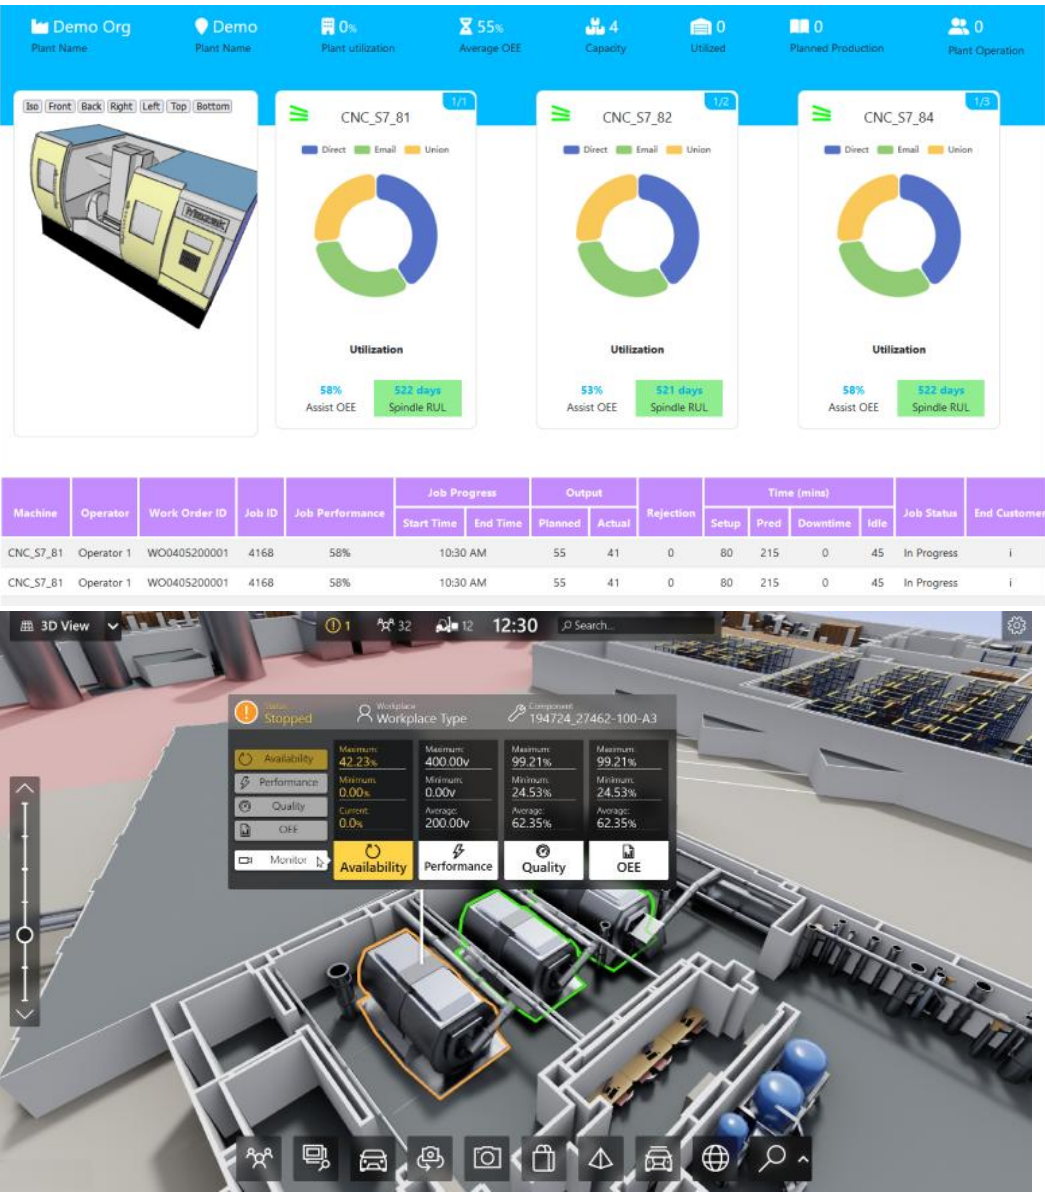 Demo Org Demo 0% 55% 4 0 0 0
Plant Name Plant Name Plant utilization Average OEE Capacity Utilized Planned Production Plant Operation
Iso Front Back Right Left Top Bottom
Mazak
1/1
CNC_S7_81
Direct Email Union
Utilization
58% 522 days
Assist OEE Spindle RUL
1/2
CNC_S7_82
Direct Email Union
Utilization
53% 521 days
Assist OEE Spindle RUL
1/3
CNC_S7_84
Direct Email Union
Utilization
58% 522 days
Assist OEE Spindle RUL
Machine Operator Work Order ID Job ID Job Performance Job Progress Output Rejection Time (mins) Job Status End Customer
Start Time End Time Planned Actual Setup Pred Downtime Idle
CNC_S7_81 Operator 1 WO0405200001 4168 58% 10:30 AM 55 41 0 80 215 0 45 In Progress i
CNC_S7_81 Operator 1 WO0405200001 4168 58% 10:30 AM 55 41 0 80 215 0 45 In Progress i
3D View 1 32 12 12:30 Search...
Status Workplace Component
Stopped Workplace Type 194724_27462-100-A3
Availability
Performance
Quality
OEE
Monitor
Maximum: Maximum: Maximum: Maximum:
42.23% 400.00v 99.21% 99.21%
Minimum: Minimum: Minimum: Minimum:
0.00% 0.00v 24.53% 24.53%
Current: Average: Average: Average:
0.0% 200.00v 62.35% 62.35%
Availability Performance Quality OEE